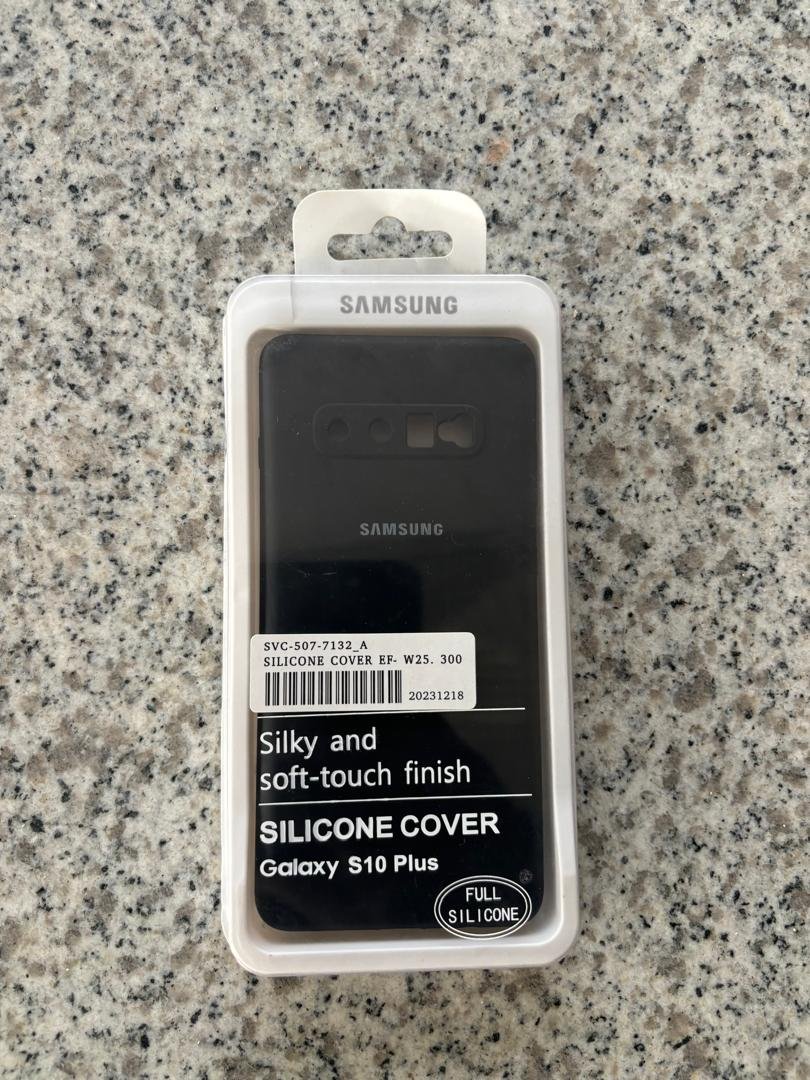 SAMSUNG
SAMSUNG
SVC-507-7132_A
SILICONE COVER EF- W25. 300
20231218
Silky and
soft-touch finish
SILICONE COVER
Galaxy S10 Plus
FULL
SILICONE